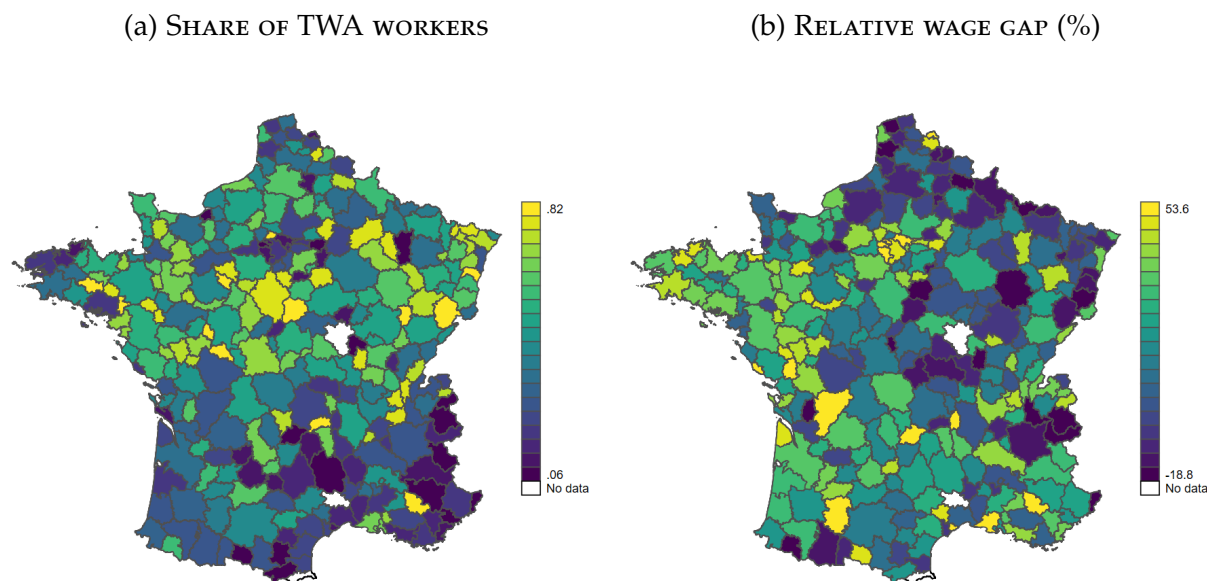 (a) Share of TWA workers
(b) Relative wage gap (%)
.82
.06
No data
53.6
-18.8
No data